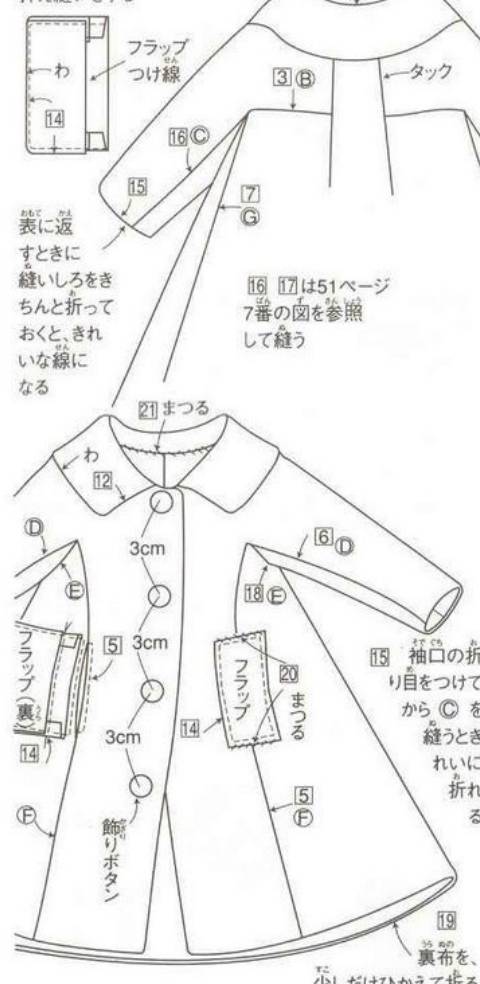 フラップ
つけ線
わ
14
タック
3 Ⓑ
16 Ⓒ
15
7
Ⓖ
表に返
すときに
縫いしろをき
ちんと折って
おくと、きれ
いな線に
なる
16 17は51ページ
7番の図を参照
して縫う
21 まつる
わ
12
Ⓓ
Ⓔ
3cm
6 Ⓓ
18 Ⓔ
フラップ(裏)
5
3cm
フラップ
20
まつる
14
14
15 袖口の折
り目をつけて
から Ⓒ を
縫うとき
れいに
折れ
る
3cm
Ⓕ
飾りボタン
5
Ⓕ
19
裏布を、
少しだけひかえて折る